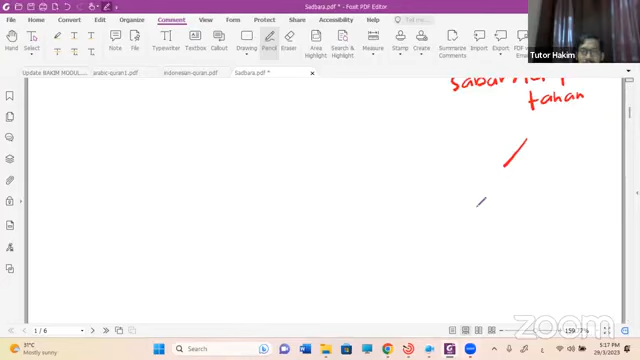 Sadbara.pdf * - Foxit PDF Editor
File Home Convert Edit Organize Comment View Form Protect Share Accessibility Help Tell me
Hand Select Note File Typewriter Textbox Callout Drawing Pencil Eraser Area Highlight Search & Highlight Measure Stamp Create Summarize Comments Import Export
Tutor Hakim
Update BAKIM MODUL... arabic-quran1.pdf indonesian-quran.pdf Sadbara.pdf *
tahan
1 / 6
zoom
31°C
Mostly sunny
Search
5:17 PM
29/3/2023